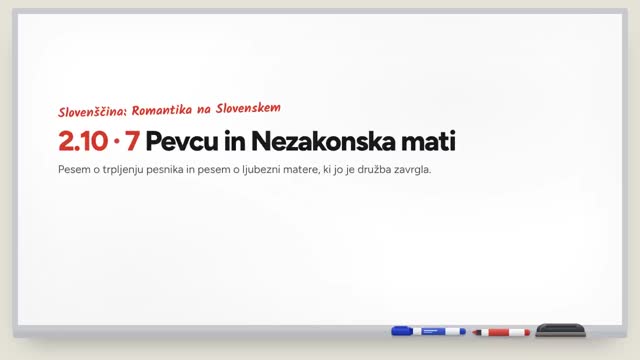 Slovenščina: Romantika na Slovenskem
2.10 · 7 Pevcu in Nezakonska mati
Pesem o trpljenju pesnika in pesem o ljubezni matere, ki jo je družba zavrgla.